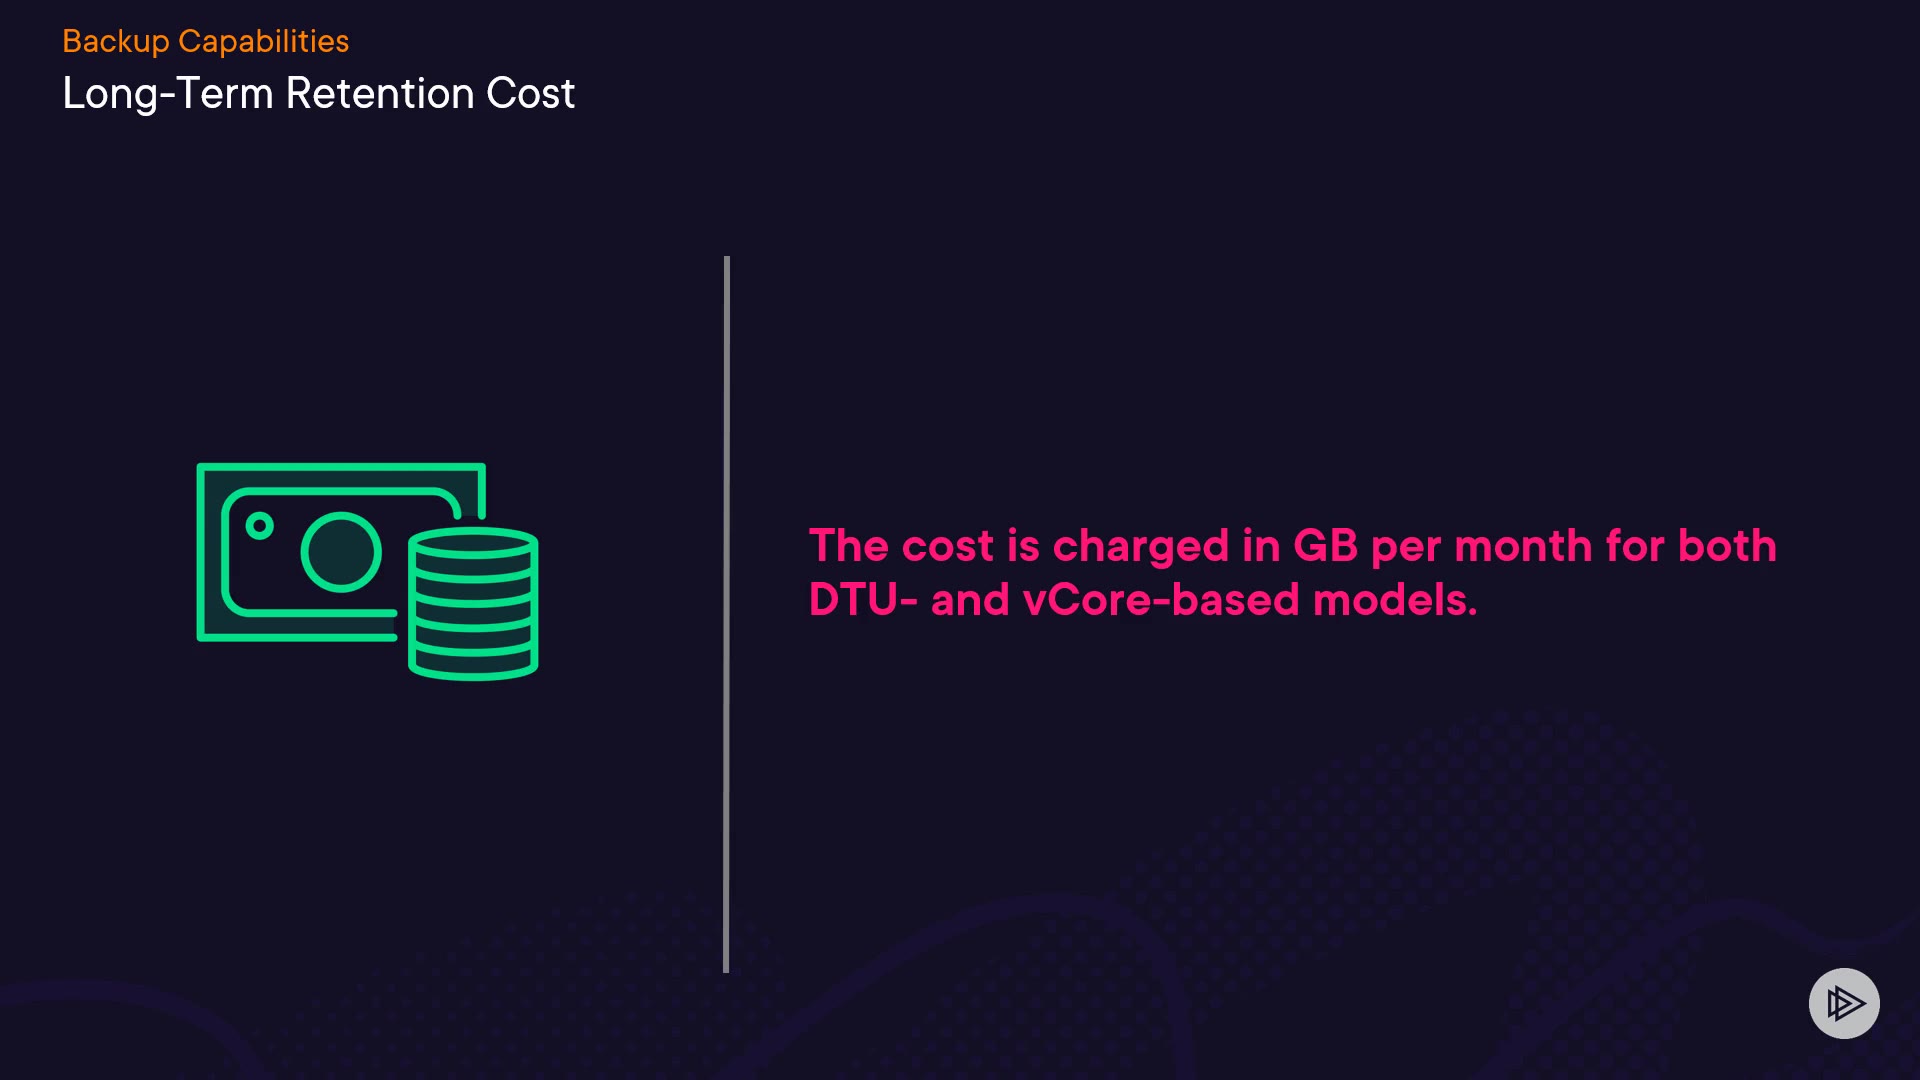 Backup Capabilities
Long-Term Retention Cost
The cost is charged in GB per month for both
DTU- and vCore-based models.